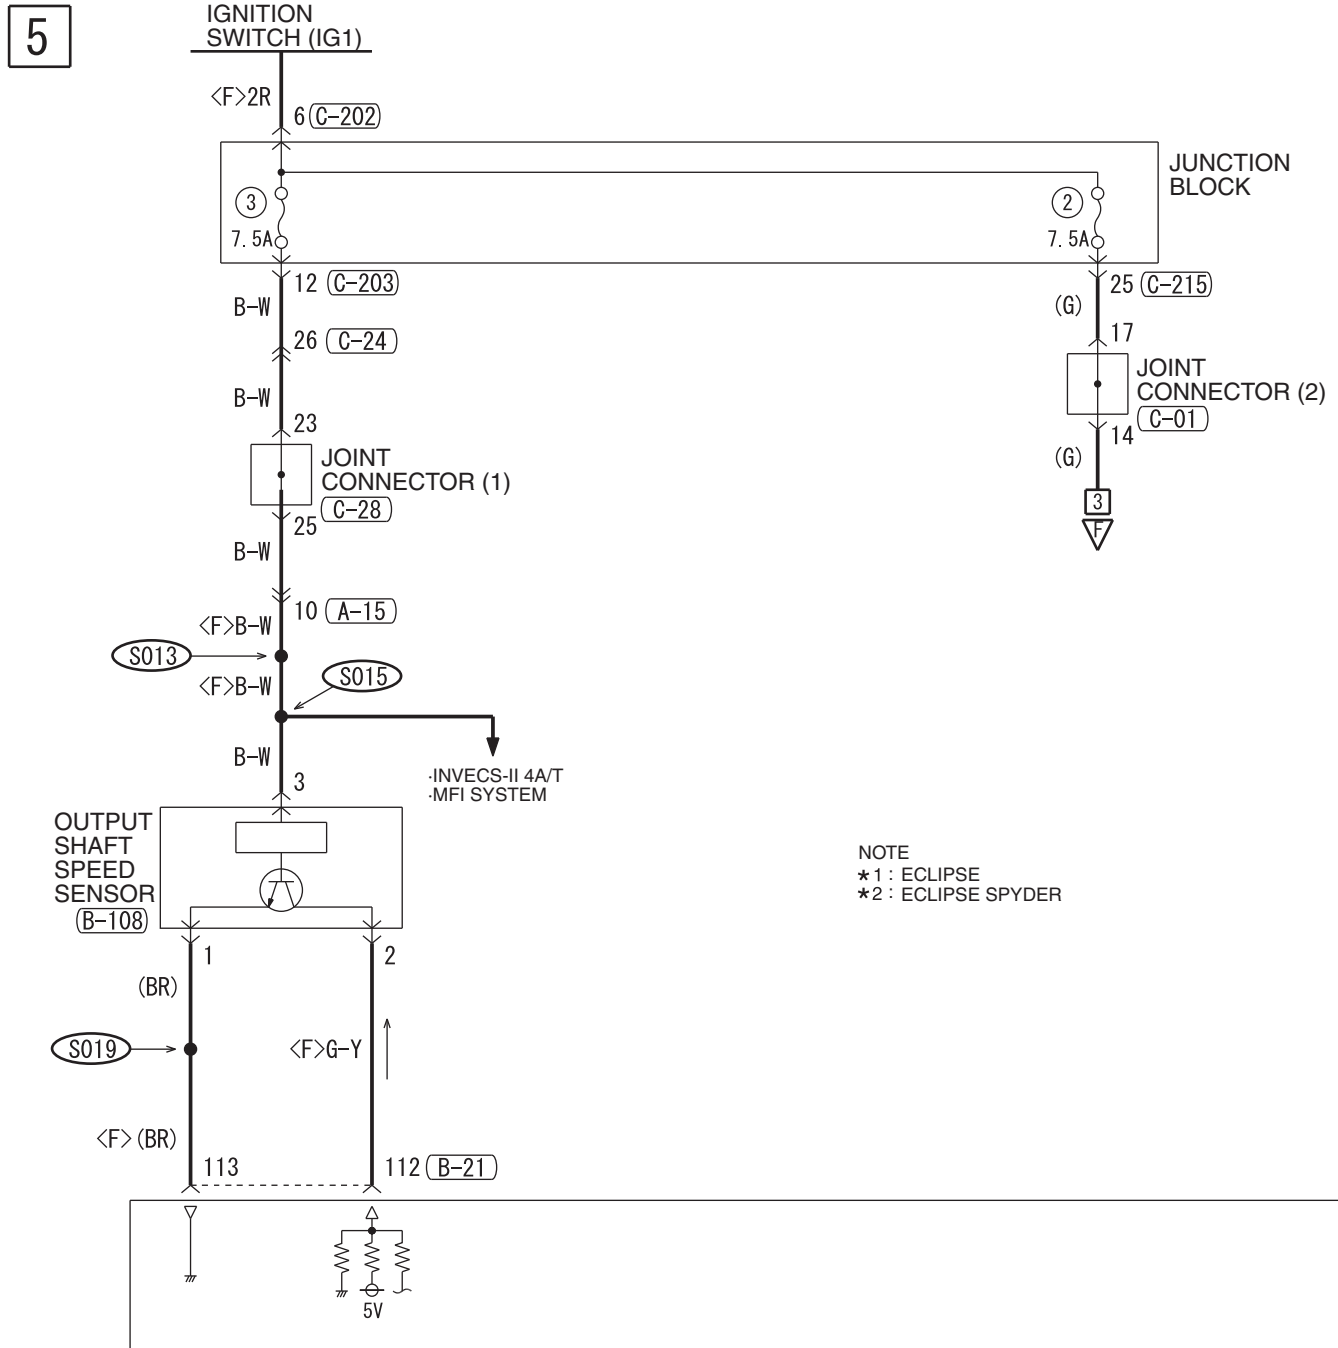 5
IGNITION
SWITCH (IG1)
<F>2R
6 C-202
JUNCTION
BLOCK
3
7.5A
2
7.5A
12 C-203
25 C-215
B-W
(G)
26 C-24
17
JOINT
CONNECTOR (2)
C-01
B-W
23
14
JOINT
CONNECTOR (1)
C-28
(G)
25
3
F
B-W
10 A-15
<F>B-W
S013
S015
<F>B-W
B-W
3
·INVECS-II 4A/T
·MFI SYSTEM
OUTPUT
SHAFT
SPEED
SENSOR
B-108
NOTE
*1 : ECLIPSE
*2 : ECLIPSE SPYDER
1
2
(BR)
S019
<F>G-Y
<F>(BR)
113
112 B-21
5V